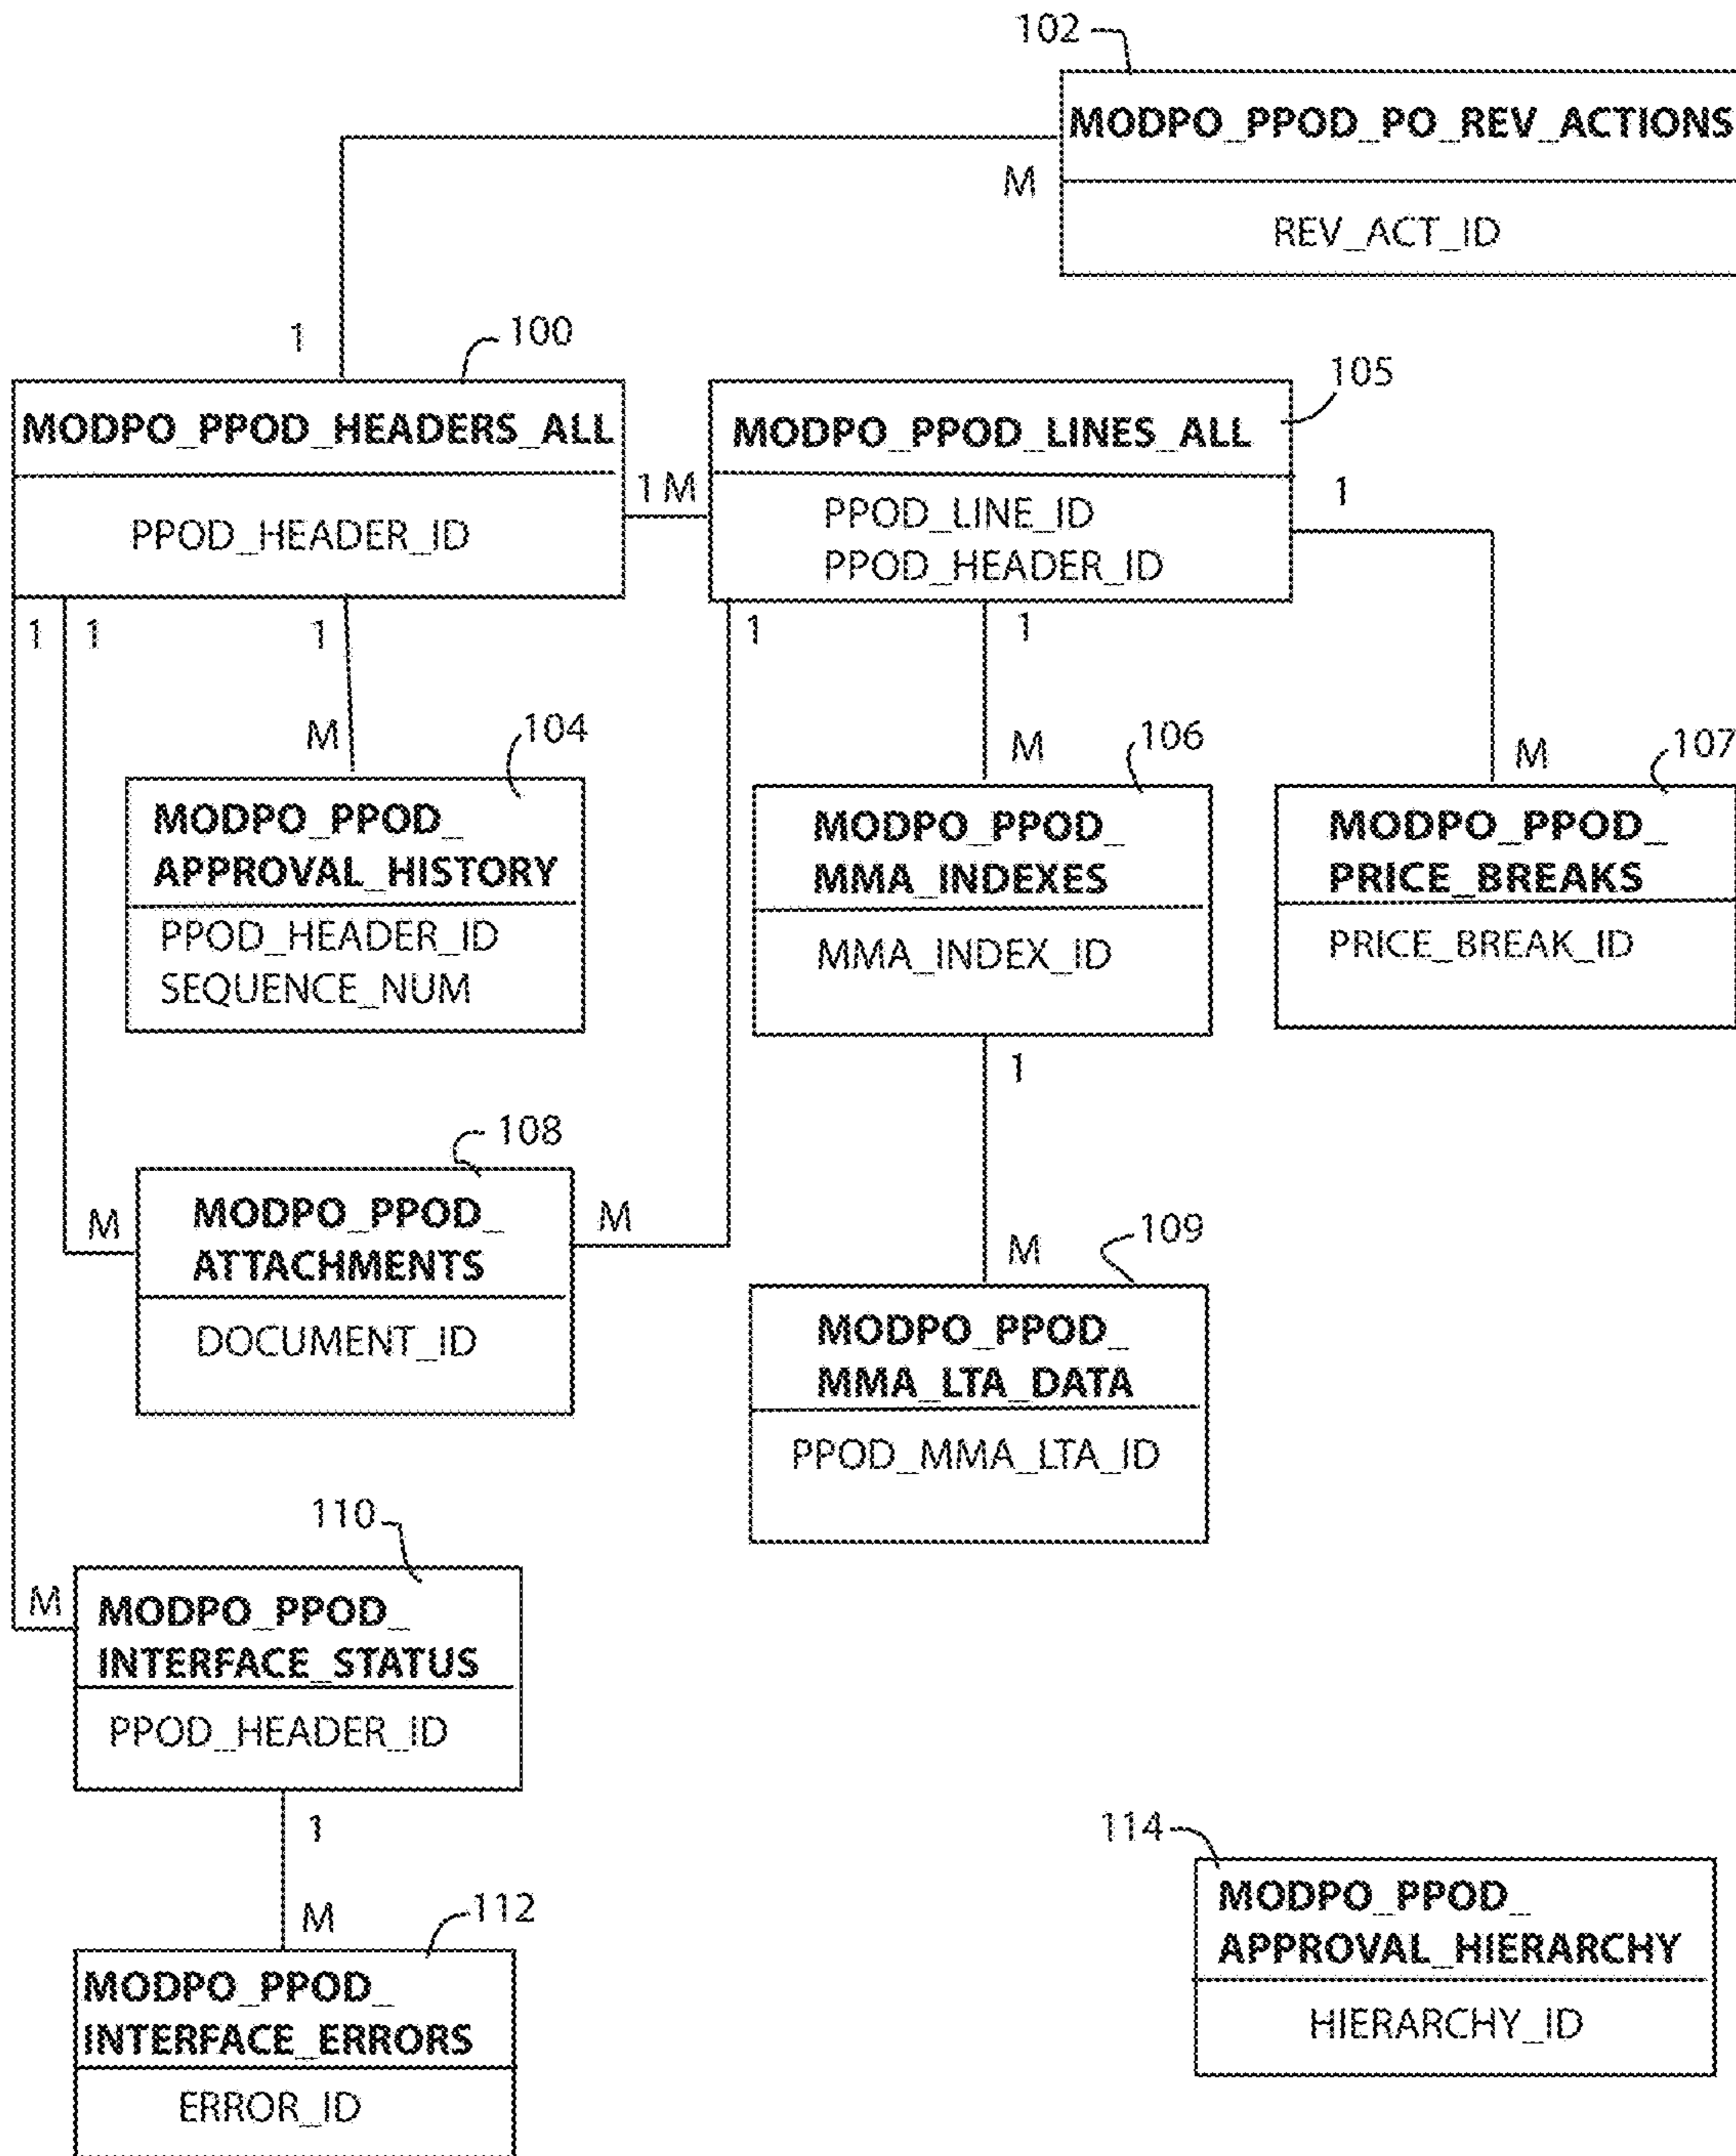 102
MODPO_PPOD_PO_REV_ACTIONS
M
REV_ACT_ID
1
100
105
MODPO_PPOD_HEADERS_ALL
MODPO_PPOD_LINES_ALL
1 M
1
PPOD_HEADER_ID
PPOD_LINE_ID
PPOD_HEADER_ID
1
1
1
1
1
M
104
M
106
M
107
MODPO_PPOD_
APPROVAL_HISTORY
PPOD_HEADER_ID
SEQUENCE_NUM
MODPO_PPOD_
MMA_INDEXES
MMA_INDEX_ID
MODPO_PPOD_
PRICE_BREAKS
PRICE_BREAK_ID
1
108
M
MODPO_PPOD_
ATTACHMENTS
DOCUMENT_ID
M
109
M
MODPO_PPOD_
MMA_LTA_DATA
PPOD_MMA_LTA_ID
110
M
MODPO_PPOD_
INTERFACE_STATUS
PPOD_HEADER_ID
1
114
MODPO_PPOD_
APPROVAL_HIERARCHY
HIERARCHY_ID
M
112
MODPO_PPOD_
INTERFACE_ERRORS
ERROR_ID